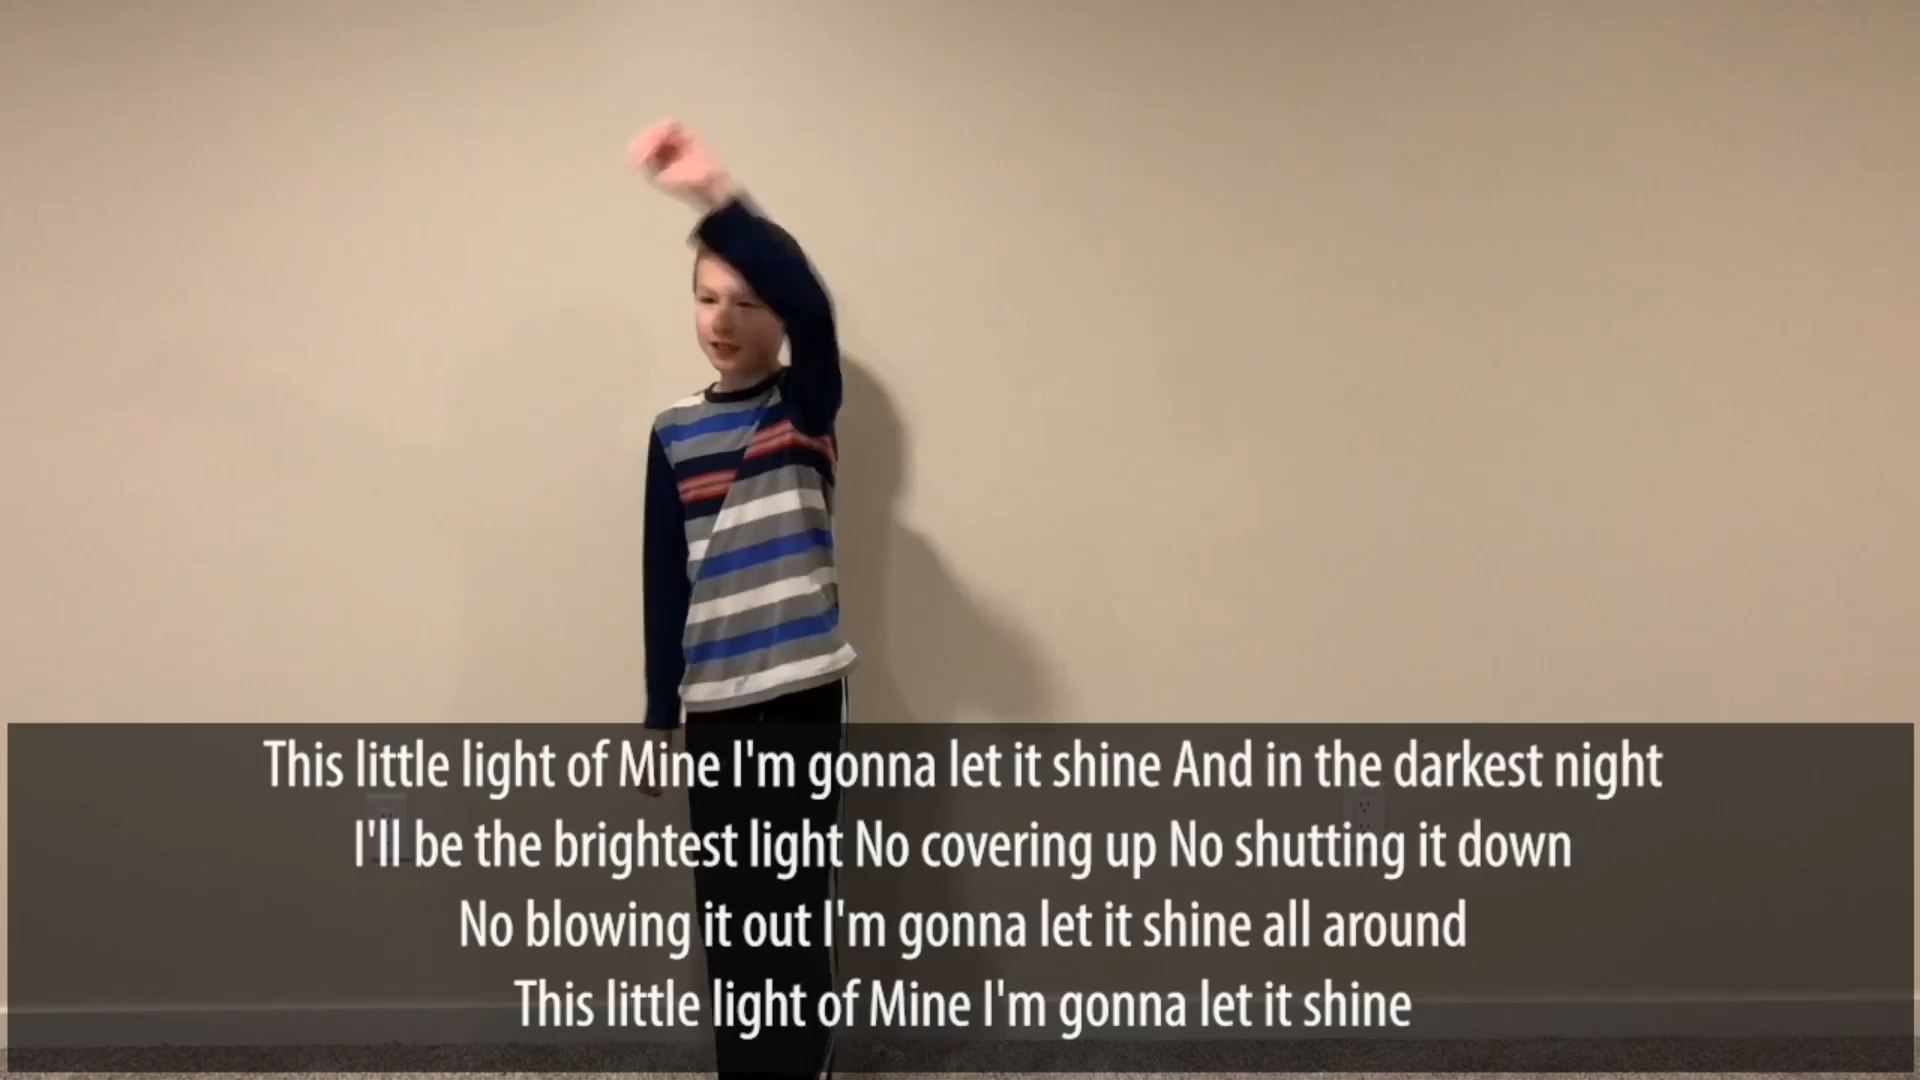 This little light of Mine I'm gonna let it shine And in the darkest night
I'll be the brightest light No covering up No shutting it down
No blowing it out I'm gonna let it shine all around
This little light of Mine I'm gonna let it shine